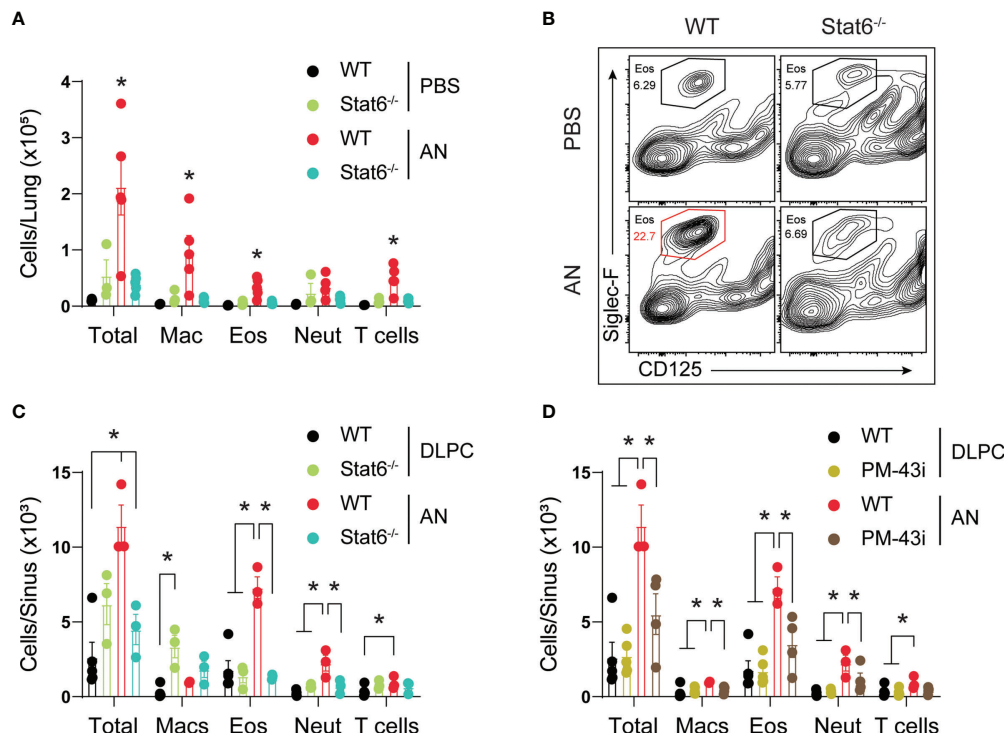 A
Cells/Lung (x10⁵)
4
3
2
1
0
Total Mac Eos Neut T cells
* * * *
WT
Stat6⁻/⁻
PBS
WT
Stat6⁻/⁻
AN
B
WT Stat6⁻/⁻
PBS
AN
Eos
6.29
Eos
5.77
Eos
22.7
Eos
6.69
Siglec-F
CD125
C
Cells/Sinus (x10³)
15
10
5
0
Total Macs Eos Neut T cells
* * * * * * *
WT
Stat6⁻/⁻
DLPC
WT
Stat6⁻/⁻
AN
D
Cells/Sinus (x10³)
15
10
5
0
Total Macs Eos Neut T cells
* * * * * * * * *
WT
PM-43i
DLPC
WT
PM-43i
AN